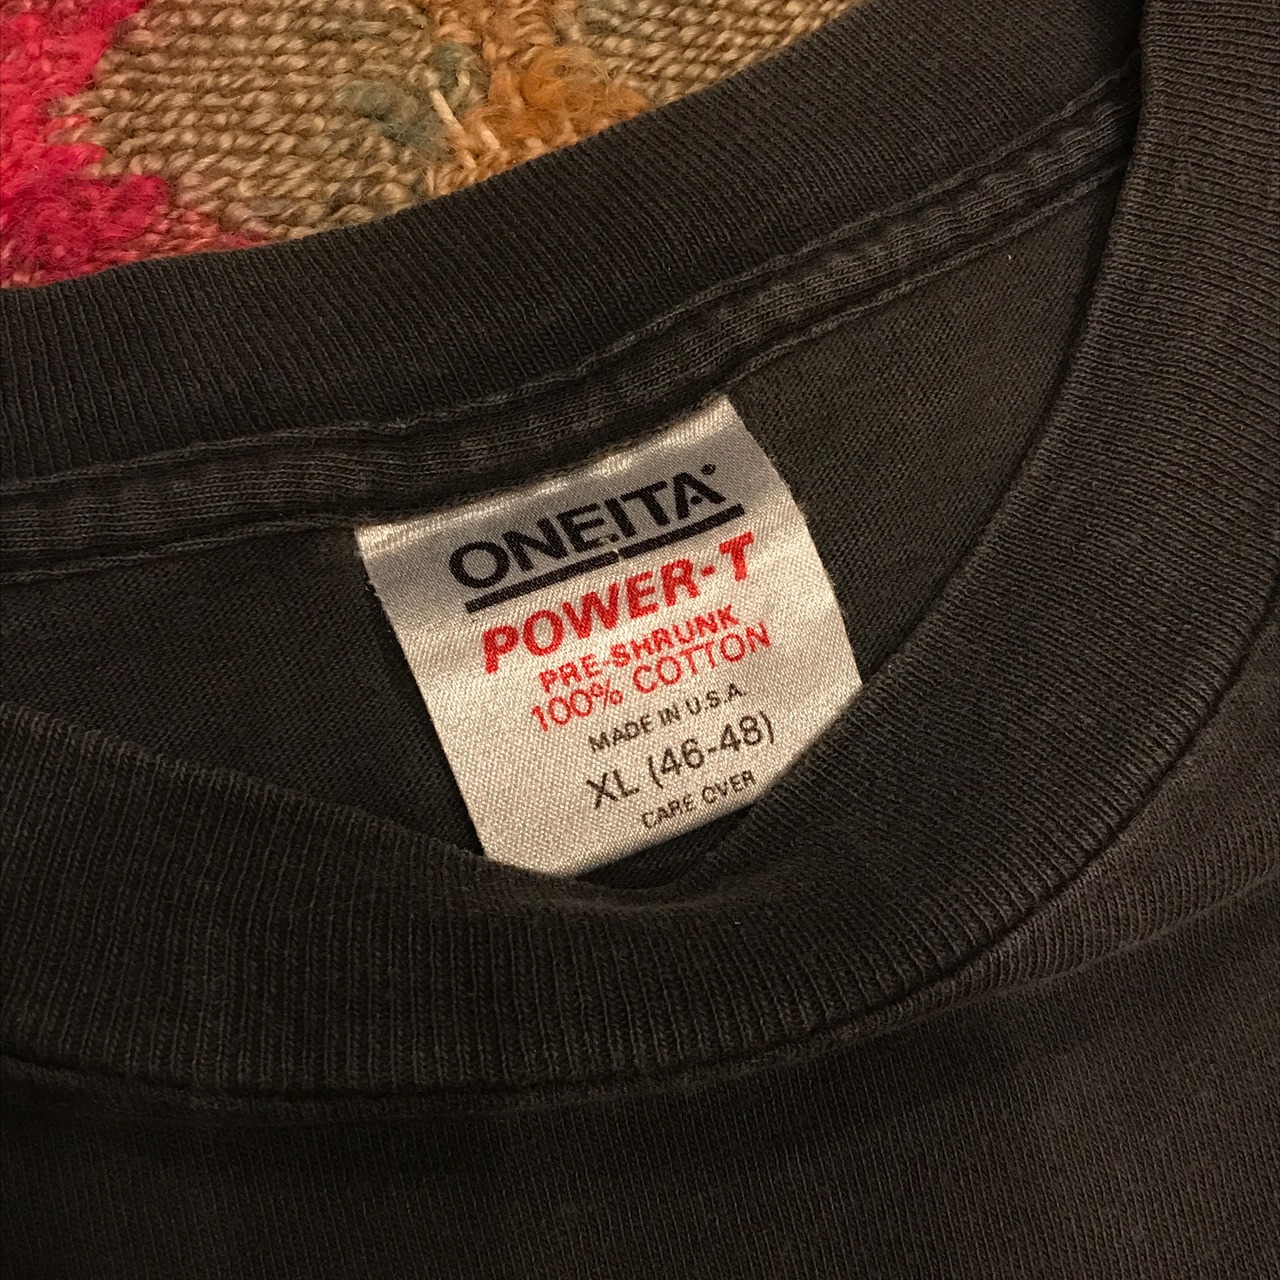 ONEITA
POWER-T
PRE-SHRUNK
100% COTTON
MADE IN U.S.A.
XL (46-48)
CARE OVER